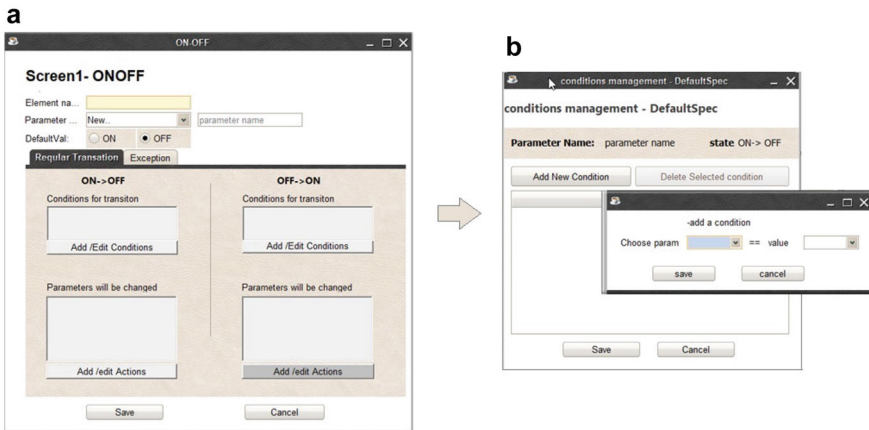 a
ON-OFF
Screen1- ONOFF
Element na...
Parameter ... New.. parameter name
DefaultVal: ON OFF
Regular Transation Exception
ON->OFF OFF->ON
Conditions for transiton Conditions for transiton
Add /Edit Conditions Add /Edit Conditions
Parameters will be changed Parameters will be changed
Add /edit Actions Add /edit Actions
Save Cancel
b
conditions management - DefaultSpec
conditions management - DefaultSpec
Parameter Name: parameter name state ON-> OFF
Add New Condition Delete Selected condition
-add a condition
Choose param == value
save cancel
Save Cancel